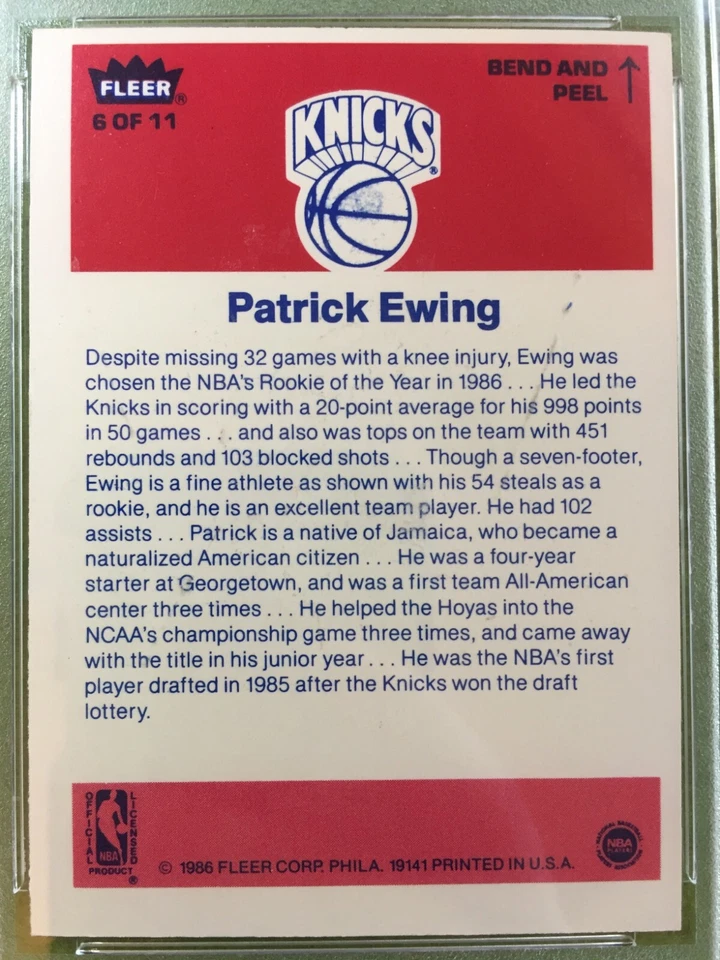 FLEER®
6 OF 11
BEND AND
PEEL
KNICKS®
Patrick Ewing
Despite missing 32 games with a knee injury, Ewing was
chosen the NBA's Rookie of the Year in 1986 . . . He led the
Knicks in scoring with a 20-point average for his 998 points
in 50 games . . . and also was tops on the team with 451
rebounds and 103 blocked shots . . . Though a seven-footer,
Ewing is a fine athlete as shown with his 54 steals as a
rookie, and he is an excellent team player. He had 102
assists . . . Patrick is a native of Jamaica, who became a
naturalized American citizen . . . He was a four-year
starter at Georgetown, and was a first team All-American
center three times . . . He helped the Hoyas into the
NCAA's championship game three times, and came away
with the title in his junior year . . . He was the NBA's first
player drafted in 1985 after the Knicks won the draft
lottery.
OFFICIAL
LICENSED
NBA
PRODUCT®
© 1986 FLEER CORP. PHILA. 19141 PRINTED IN U.S.A.
NATIONAL BASKETBALL
NBA
PLAYERS
PLAYERS ASSOCIATION